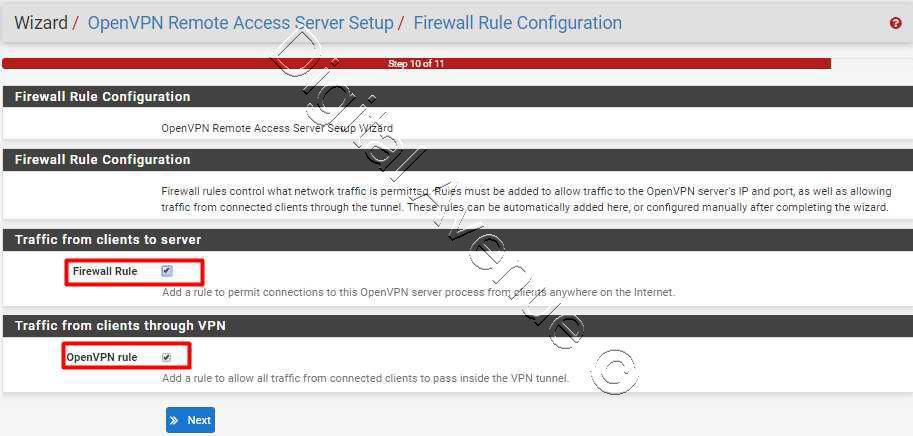 Wizard / OpenVPN Remote Access Server Setup / Firewall Rule Configuration
Step 10 of 11
Firewall Rule Configuration
OpenVPN Remote Access Server Setup Wizard
Firewall Rule Configuration
Firewall rules control what network traffic is permitted. Rules must be added to allow traffic to the OpenVPN server's IP and port, as well as allowing
traffic from connected clients through the tunnel. These rules can be automatically added here, or configured manually after completing the wizard.
Traffic from clients to server
Firewall Rule
Add a rule to permit connections to this OpenVPN server process from clients anywhere on the Internet.
Traffic from clients through VPN
OpenVPN rule
Add a rule to allow all traffic from connected clients to pass inside the VPN tunnel.
» Next
Digital Avenue ©